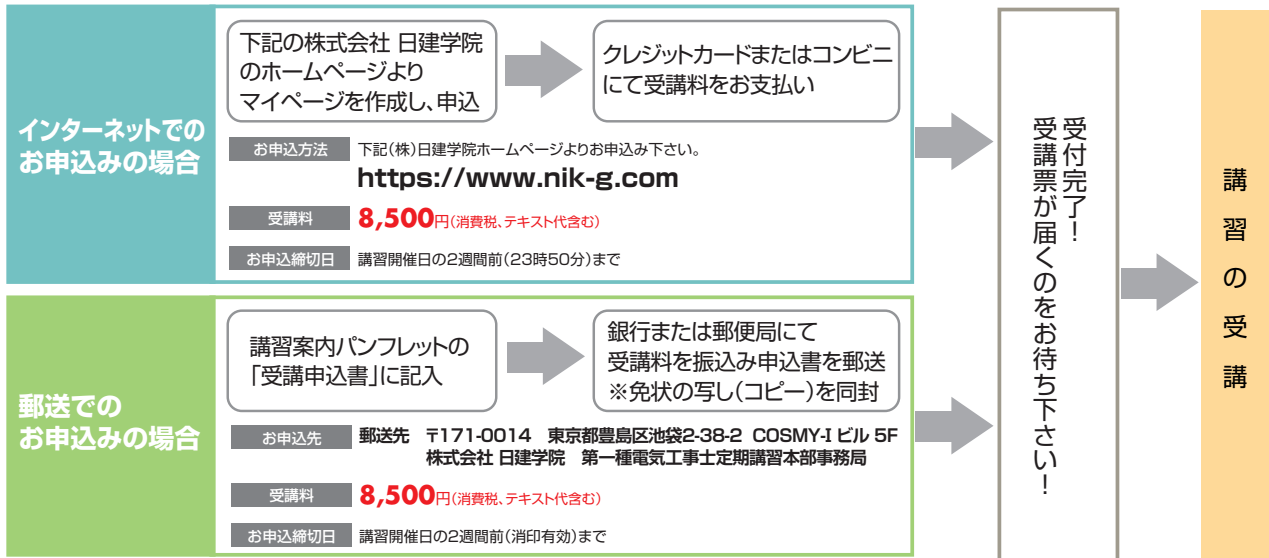 インターネットでの
お申込みの場合
下記の株式会社 日建学院
のホームページより
マイページを作成し、申込
クレジットカードまたはコンビニ
にて受講料をお支払い
お申込方法 下記(株)日建学院ホームページよりお申込み下さい。
https://www.nik-g.com
受講料 8,500円(消費税、テキスト代含む)
お申込締切日 講習開催日の2週間前(23時50分)まで
郵送での
お申込みの場合
講習案内パンフレットの
「受講申込書」に記入
銀行または郵便局にて
受講料を振込み申込書を郵送
※免状の写し(コピー)を同封
お申込先 郵送先 〒171-0014 東京都豊島区池袋2-38-2 COSMY-I ビル 5F
株式会社 日建学院 第一種電気工事士定期講習本部事務局
受講料 8,500円(消費税、テキスト代含む)
お申込締切日 講習開催日の2週間前(消印有効)まで
受付完了!
受講票が届くのをお待ち下さい!
講習の受講